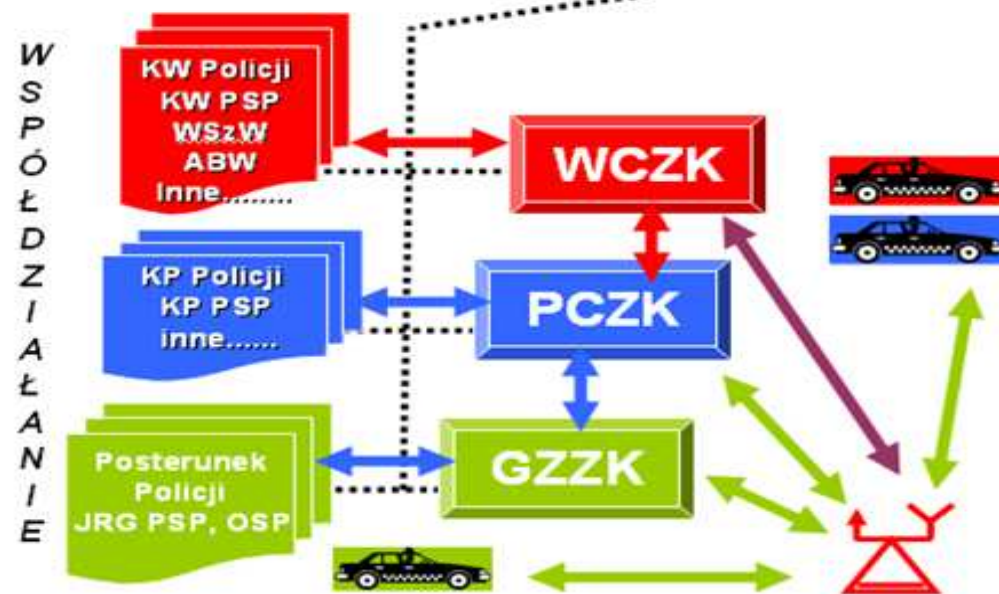 WSPÓŁDZIAŁANIE
KW Policji
KW PSP
WSzW
ABW
Inne........
WCZK
KP Policji
KP PSP
inne......
PCZK
Posterunek
Policji
JRG PSP, OSP
GZZK